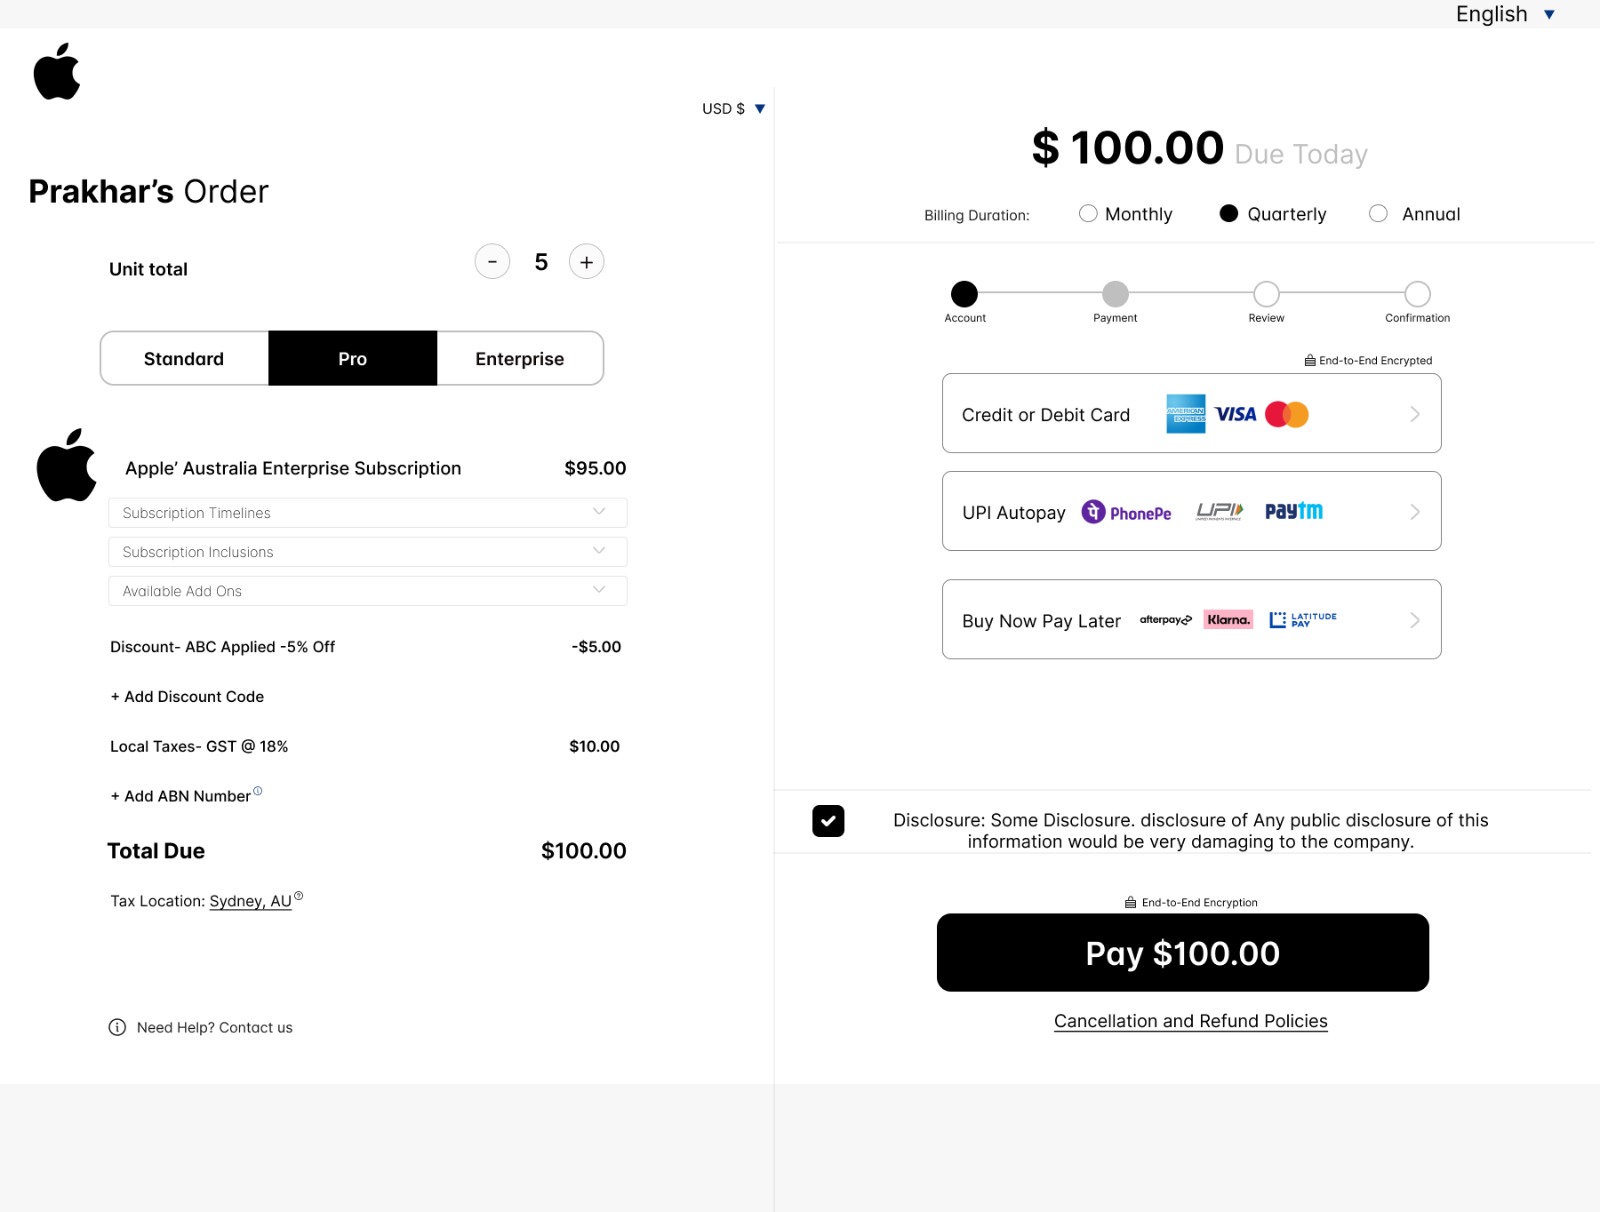 English
USD $
Prakhar’s Order
Unit total
- 5 +
Standard Pro Enterprise
Apple’ Australia Enterprise Subscription $95.00
Subscription Timelines
Subscription Inclusions
Available Add Ons
Discount- ABC Applied -5% Off -$5.00
+ Add Discount Code
Local Taxes- GST @ 18% $10.00
+ Add ABN Number
Total Due $100.00
Tax Location: Sydney, AU
Need Help? Contact us
$ 100.00 Due Today
Billing Duration: Monthly Quarterly Annual
Account Payment Review Confirmation
End-to-End Encrypted
Credit or Debit Card AMERICAN EXPRESS VISA
UPI Autopay PhonePe UPI paytm
Buy Now Pay Later afterpay Klarna. LATITUDE PAY
Disclosure: Some Disclosure. disclosure of Any public disclosure of this
information would be very damaging to the company.
End-to-End Encryption
Pay $100.00
Cancellation and Refund Policies